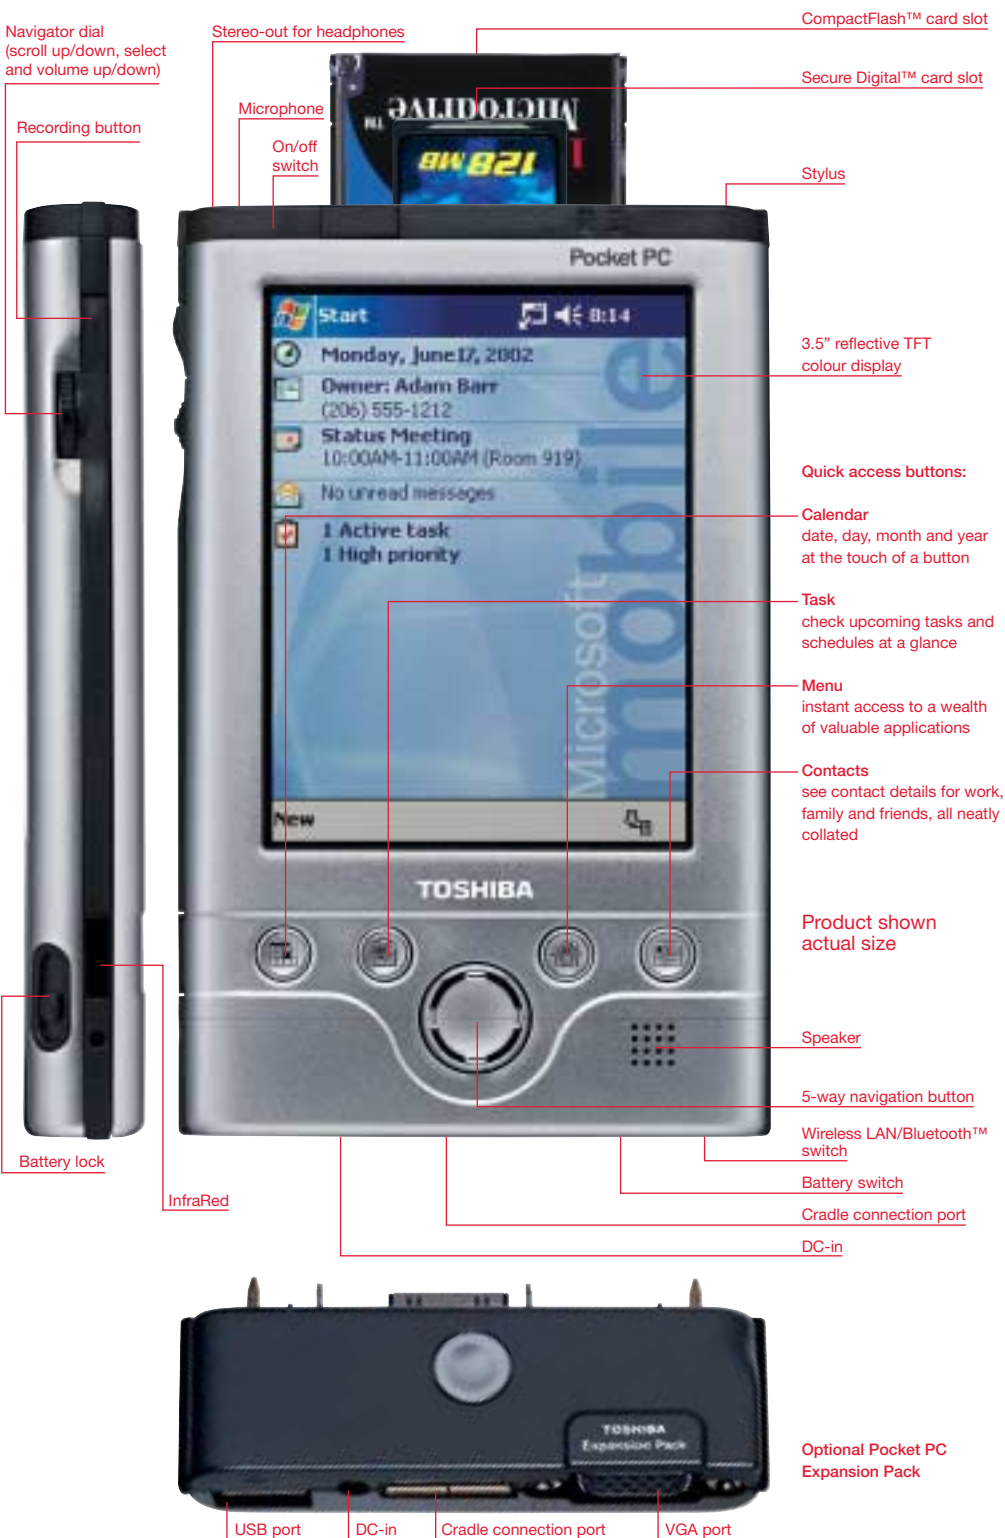 Navigator dial
(scroll up/down, select
and volume up/down)
Stereo-out for headphones
CompactFlash™ card slot
Secure Digital™ card slot
Recording button
Microphone
On/off
switch
Stylus
Microdrive™
128 MB
Pocket PC
Start
8:14
Monday, June 17, 2002
Owner: Adam Barr
(206) 555-1212
Status Meeting
10:00AM-11:00AM (Room 919)
No unread messages
1 Active task
1 High priority
Microsoft
mobile
New
TOSHIBA
3.5” reflective TFT
colour display
Quick access buttons:
Calendar
date, day, month and year
at the touch of a button
Task
check upcoming tasks and
schedules at a glance
Menu
instant access to a wealth
of valuable applications
Contacts
see contact details for work,
family and friends, all neatly
collated
Product shown
actual size
Speaker
5-way navigation button
Wireless LAN/Bluetooth™
switch
Battery switch
Cradle connection port
DC-in
Battery lock
InfraRed
TOSHIBA
Expansion Pack
Optional Pocket PC
Expansion Pack
USB port
DC-in
Cradle connection port
VGA port